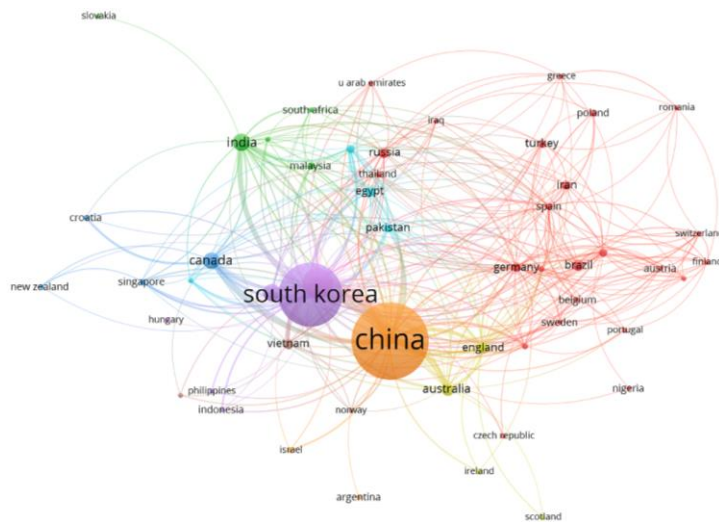 slovakia
greece
u arab emirates
romania
south africa
poland
iraq
india
turkey
russia
malaysia
thailand
iran
egypt
spain
croatia
pakistan
switzerland
canada
finland
germany
brazil
austria
new zealand
singapore
south korea
belgium
hungary
sweden
portugal
china
vietnam
england
philippines
australia
nigeria
indonesia
norway
czech republic
israel
ireland
argentina
scotland